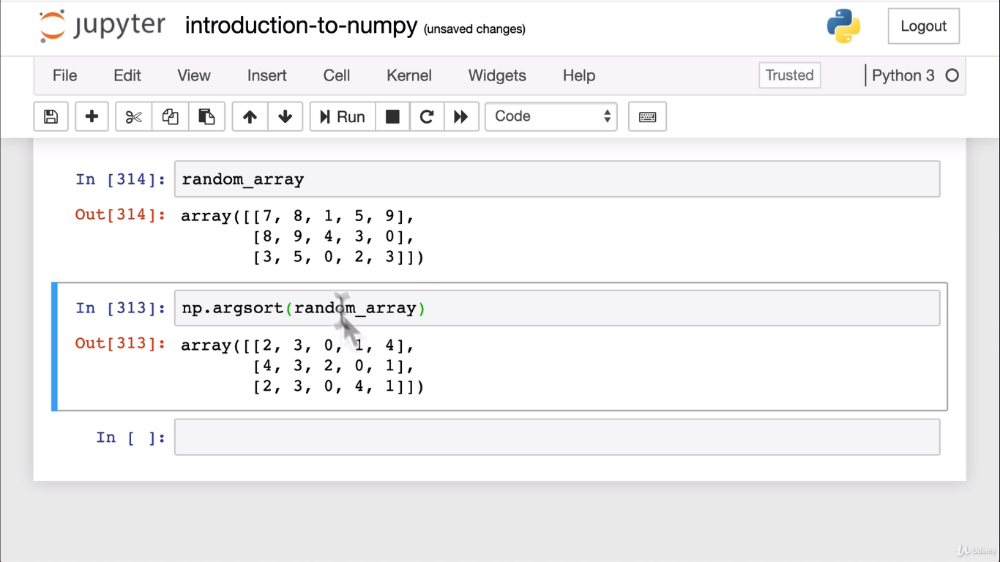 jupyter introduction-to-numpy (unsaved changes) Logout
File Edit View Insert Cell Kernel Widgets Help Trusted Python 3
Run Code
In [314]: random_array
Out[314]: array([[7, 8, 1, 5, 9],
[8, 9, 4, 3, 0],
[3, 5, 0, 2, 3]])
In [313]: np.argsort(random_array)
Out[313]: array([[2, 3, 0, 1, 4],
[4, 3, 2, 0, 1],
[2, 3, 0, 4, 1]])
In [ ]:
Udemy